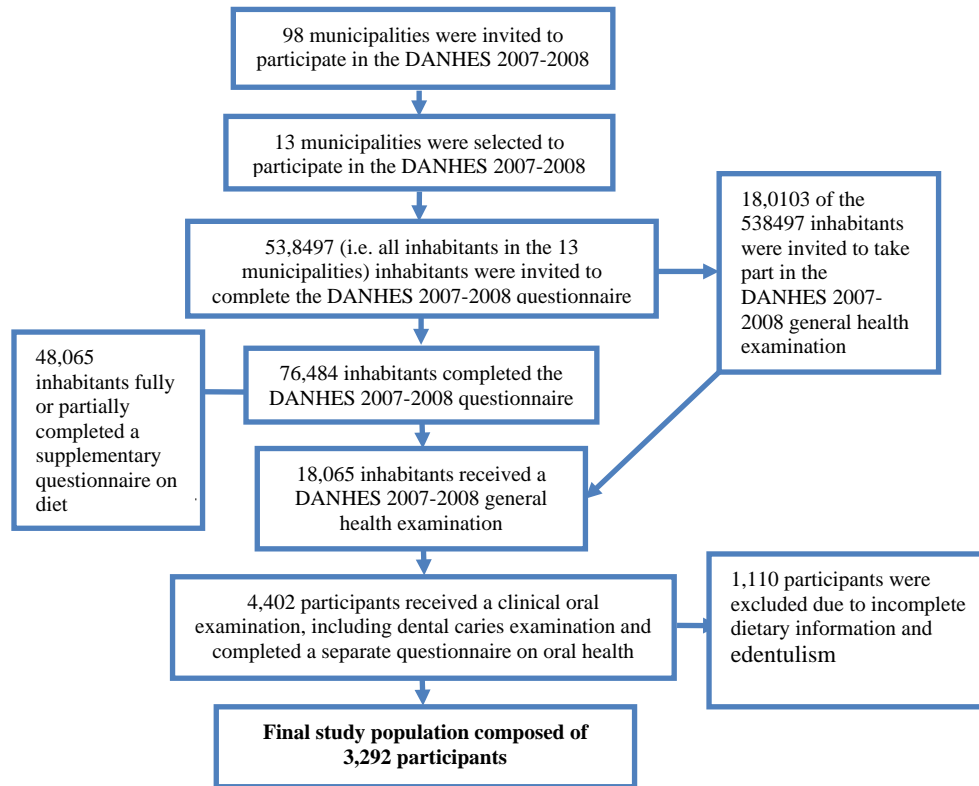 98 municipalities were invited to
participate in the DANHES 2007-2008
13 municipalities were selected to
participate in the DANHES 2007-2008
53,8497 (i.e. all inhabitants in the 13
municipalities) inhabitants were invited to
complete the DANHES 2007-2008 questionnaire
18,0103 of the
538497 inhabitants
were invited to take
part in the
DANHES 2007-
2008 general health
examination
48,065
inhabitants fully
or partially
completed a
supplementary
questionnaire on
diet
76,484 inhabitants completed the
DANHES 2007-2008 questionnaire
18,065 inhabitants received a
DANHES 2007-2008 general
health examination
4,402 participants received a clinical oral
examination, including dental caries examination and
completed a separate questionnaire on oral health
1,110 participants were
excluded due to incomplete
dietary information and
edentulism
Final study population composed of
3,292 participants